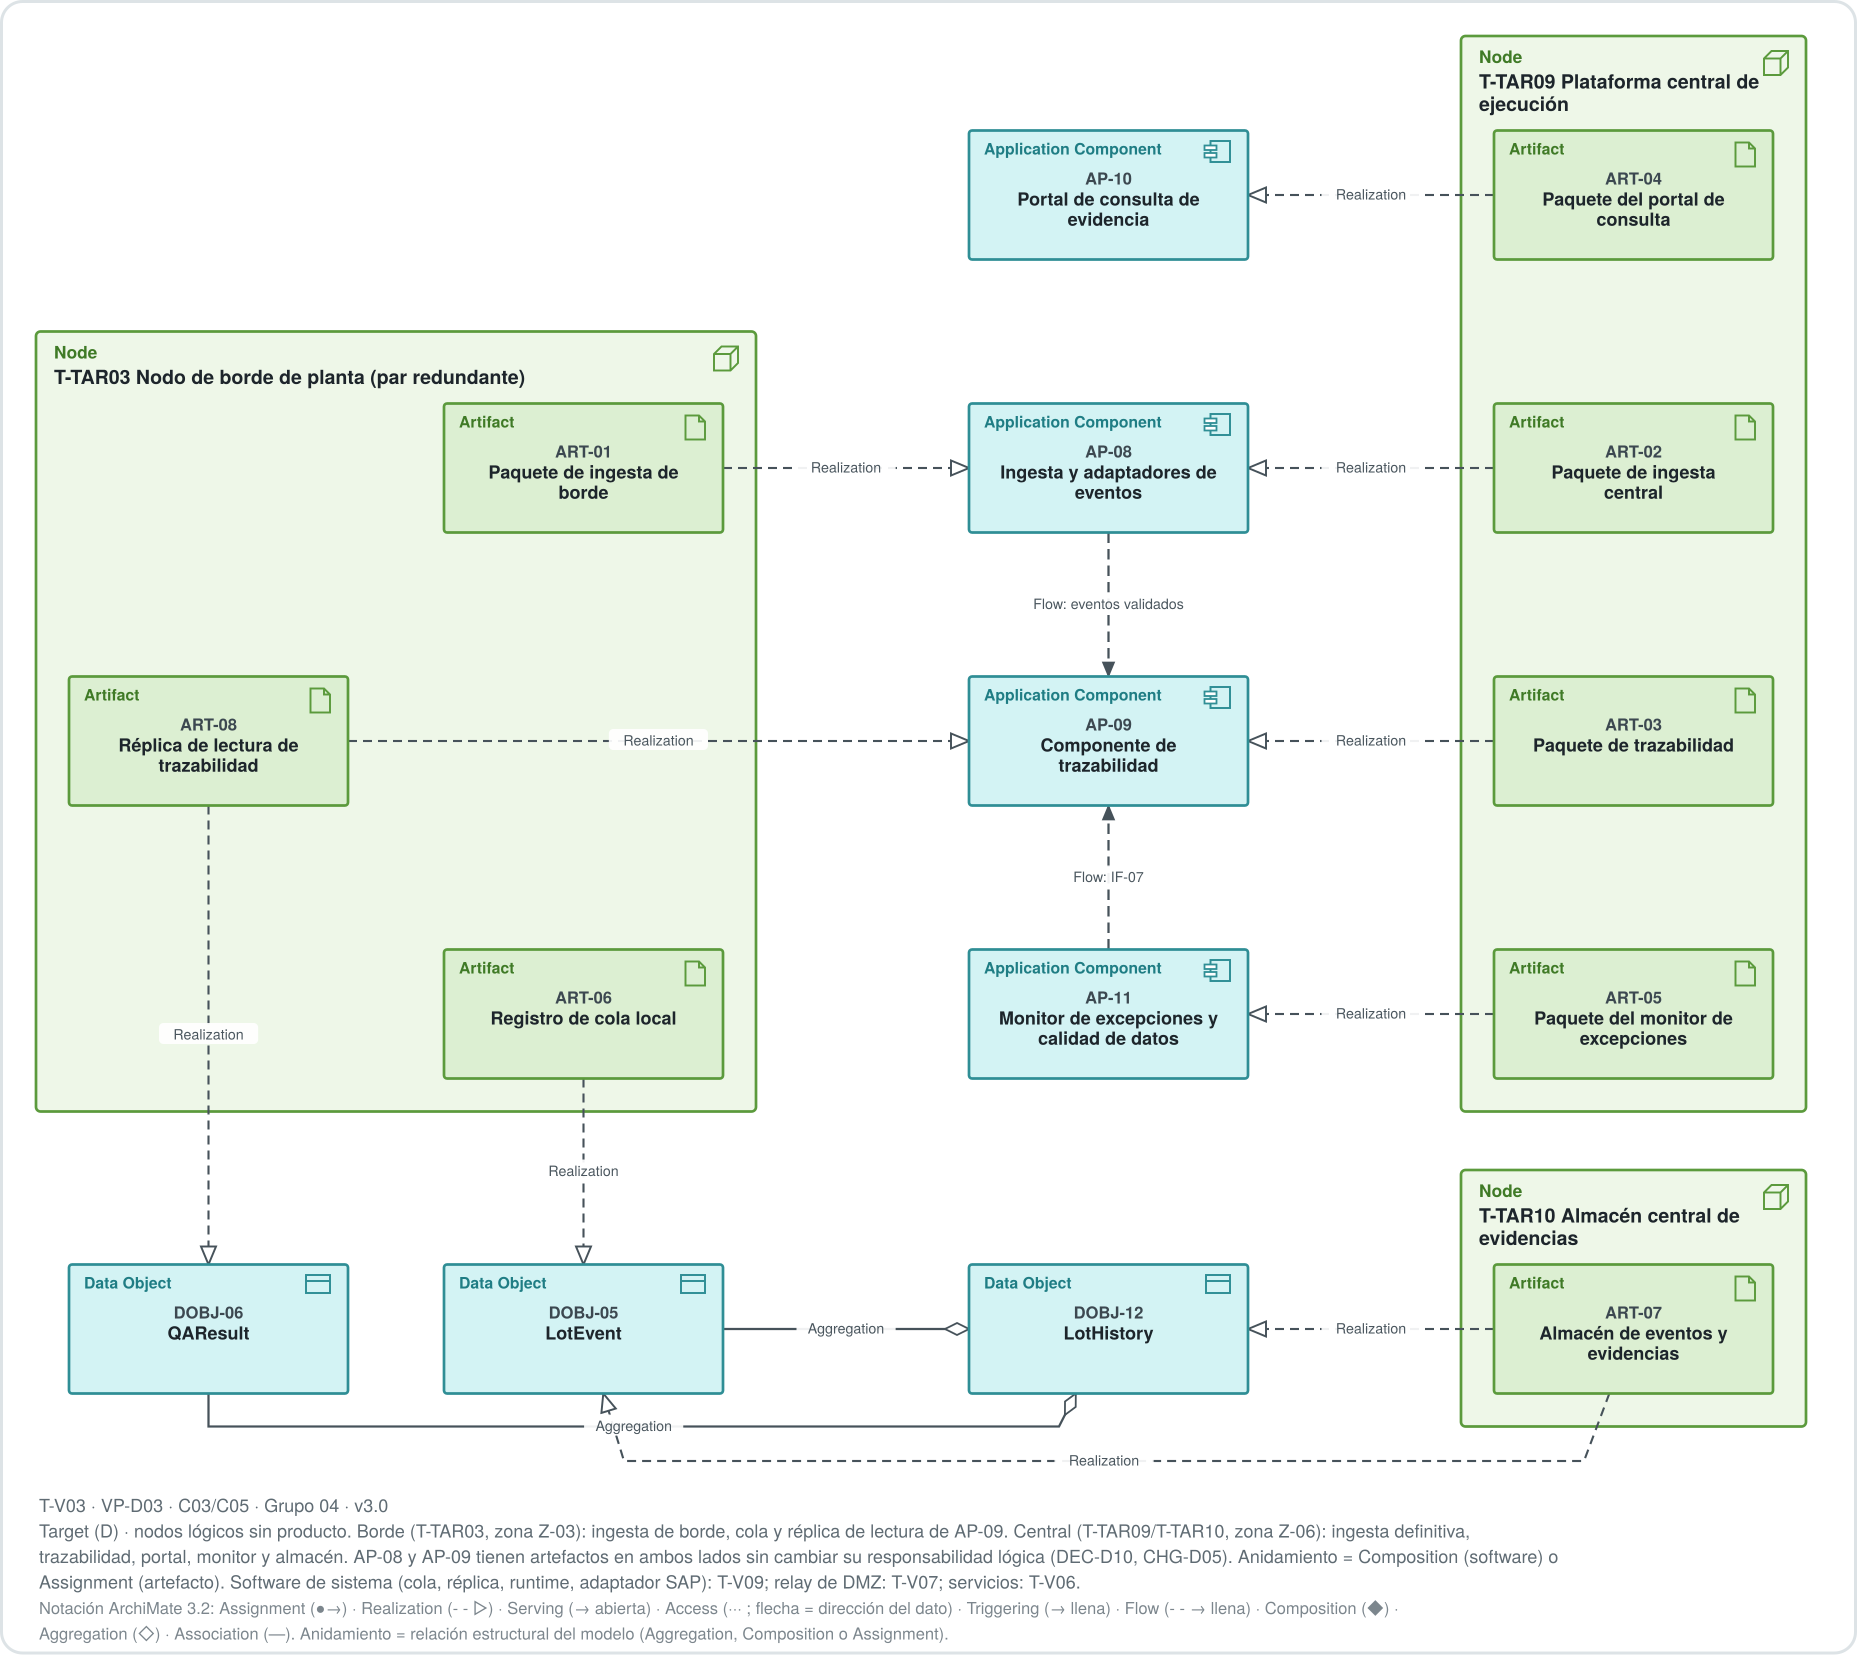 Node
T-TAR09 Plataforma central de
ejecución
Application Component
AP-10
Portal de consulta de
evidencia
Realization
Artifact
ART-04
Paquete del portal de
consulta
Node
T-TAR03 Nodo de borde de planta (par redundante)
Artifact
ART-01
Paquete de ingesta de
borde
Realization
Application Component
AP-08
Ingesta y adaptadores de
eventos
Realization
Artifact
ART-02
Paquete de ingesta
central
Flow: eventos validados
Artifact
ART-08
Réplica de lectura de
trazabilidad
Realization
Application Component
AP-09
Componente de
trazabilidad
Realization
Artifact
ART-03
Paquete de trazabilidad
Flow: IF-07
Artifact
ART-06
Registro de cola local
Application Component
AP-11
Monitor de excepciones y
calidad de datos
Realization
Artifact
ART-05
Paquete del monitor de
excepciones
Realization
Realization
Node
T-TAR10 Almacén central de
evidencias
Data Object
DOBJ-06
QAResult
Data Object
DOBJ-05
LotEvent
Aggregation
Data Object
DOBJ-12
LotHistory
Realization
Artifact
ART-07
Almacén de eventos y
evidencias
Aggregation
Realization
T-V03 · VP-D03 · C03/C05 · Grupo 04 · v3.0
Target (D) · nodos lógicos sin producto. Borde (T-TAR03, zona Z-03): ingesta de borde, cola y réplica de lectura de AP-09. Central (T-TAR09/T-TAR10, zona Z-06): ingesta definitiva,
trazabilidad, portal, monitor y almacén. AP-08 y AP-09 tienen artefactos en ambos lados sin cambiar su responsabilidad lógica (DEC-D10, CHG-D05). Anidamiento = Composition (software) o
Assignment (artefacto). Software de sistema (cola, réplica, runtime, adaptador SAP): T-V09; relay de DMZ: T-V07; servicios: T-V06.
Notación ArchiMate 3.2: Assignment (●→) · Realization (- - ▷) · Serving (→ abierta) · Access (··· ; flecha = dirección del dato) · Triggering (→ llena) · Flow (- - → llena) · Composition (◆) ·
Aggregation (◇) · Association (—). Anidamiento = relación estructural del modelo (Aggregation, Composition o Assignment).